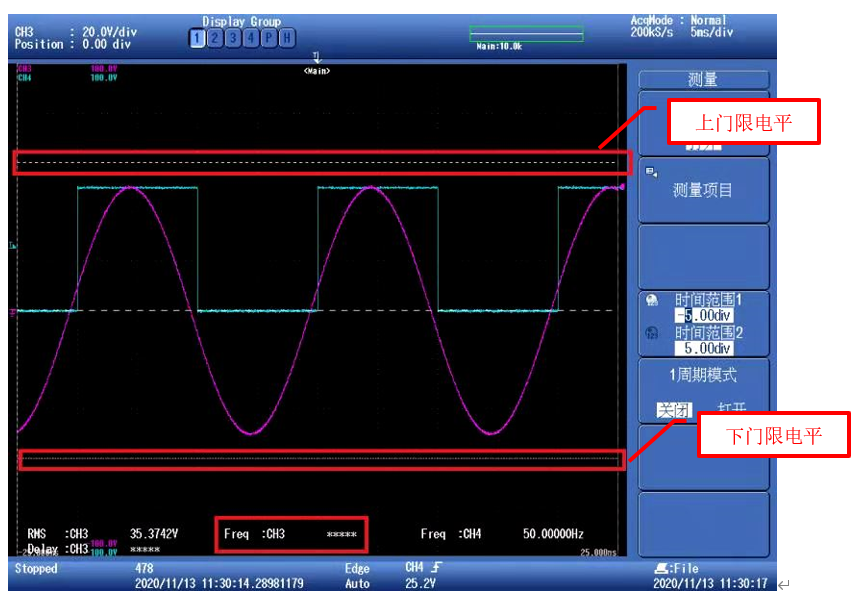 CH3 : 20.0V/div
Position : 0.00 div
Display Group
1 2 3 4 P H
Main:10.0k
AcqMode : Normal
200kS/s 5ms/div
CH3 100.0V
CH4 100.0V
<Main>
测量
上门限电平
测量项目
时间范围1
-5.00div
时间范围2
5.00div
1周期模式
关闭 打开
下门限电平
RMS :CH3 35.3742V
Freq :CH3 *****
Freq :CH4 50.00000Hz
Delay :CH3 *****
100.0V
25.000ms
Stopped 478
2020/11/13 11:30:14.28981179
Edge CH4
Auto 25.2V
:File
2020/11/13 11:30:17